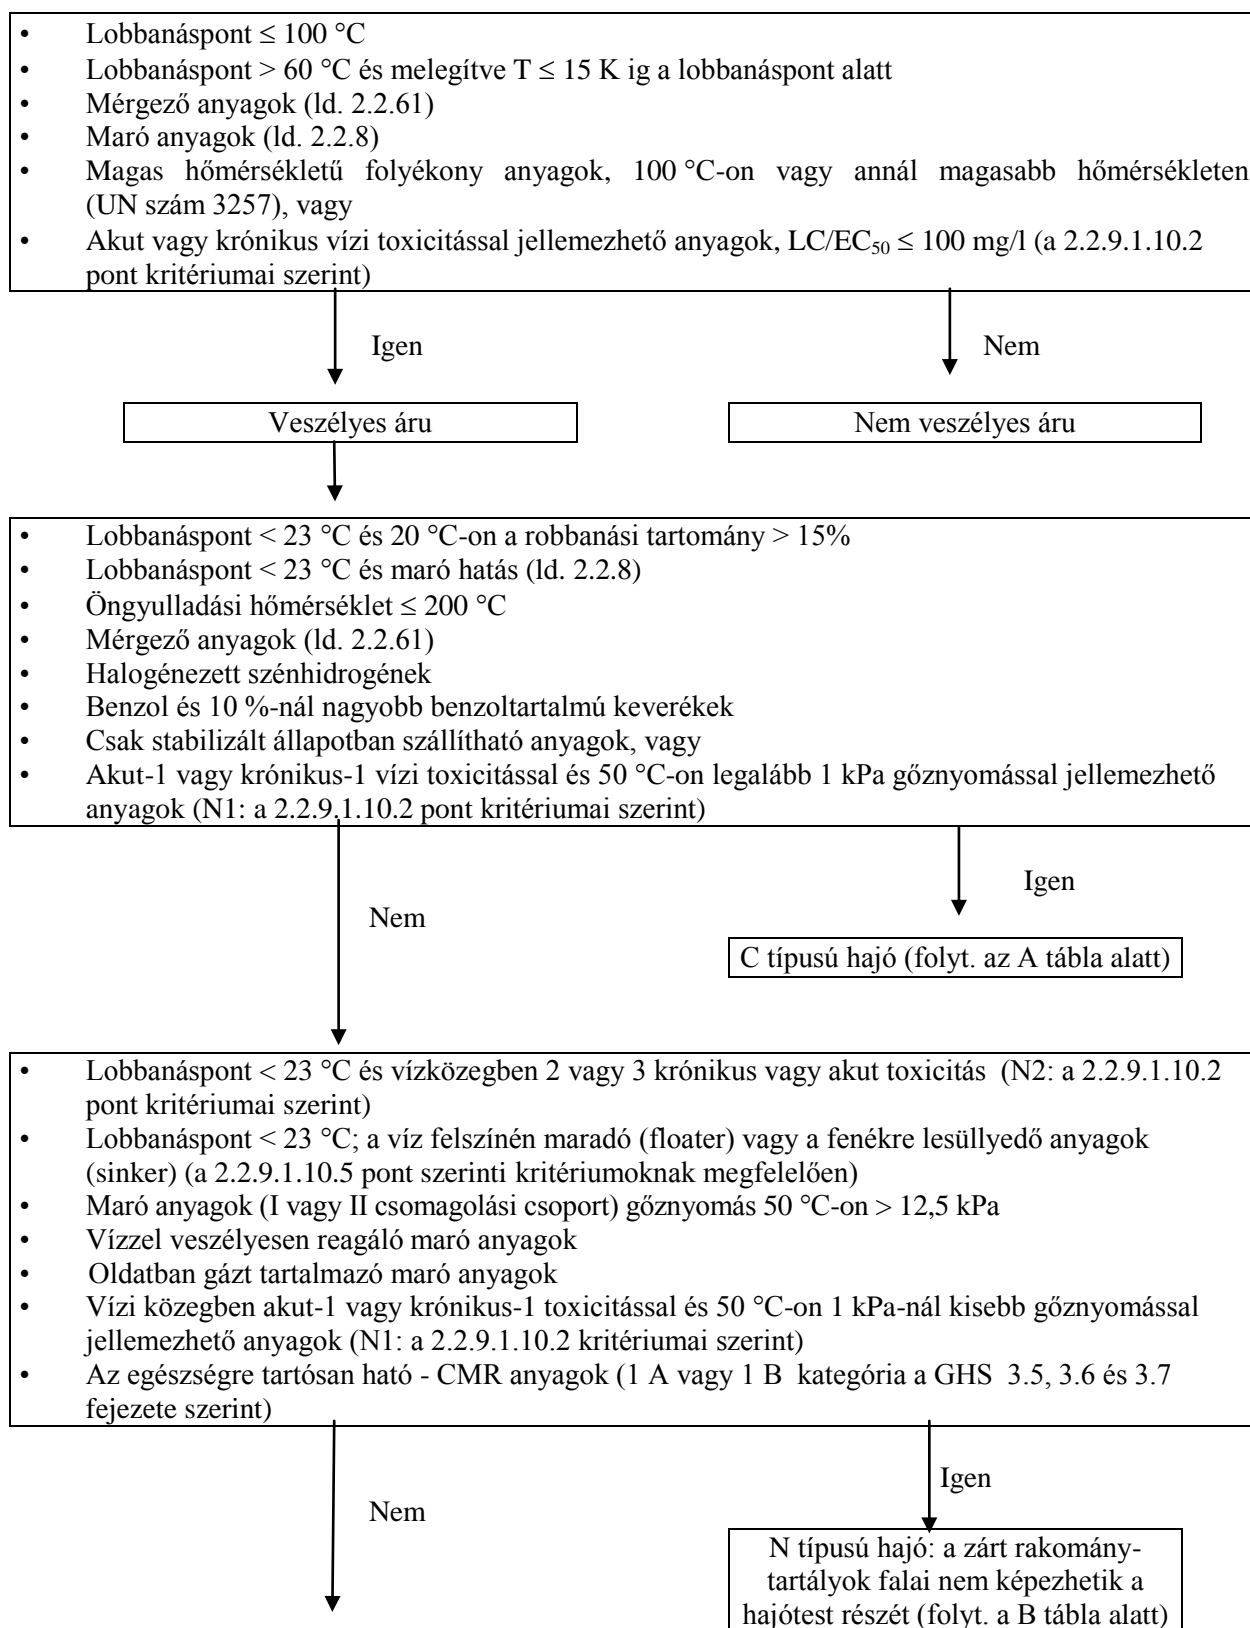 • Lobbanáspont ≤ 100 °C
• Lobbanáspont > 60 °C és melegítve T ≤ 15 K ig a lobbanáspont alatt
• Mérgező anyagok (ld. 2.2.61)
• Maró anyagok (ld. 2.2.8)
• Magas hőmérsékletű folyékony anyagok, 100 °C-on vagy annál magasabb hőmérsékleten
(UN szám 3257), vagy
• Akut vagy krónikus vízi toxicitással jellemezhető anyagok, LC/EC50 ≤ 100 mg/l (a 2.2.9.1.10.2
pont kritériumai szerint)
Igen
Nem
Veszélyes áru
Nem veszélyes áru
• Lobbanáspont < 23 °C és 20 °C-on a robbanási tartomány > 15%
• Lobbanáspont < 23 °C és maró hatás (ld. 2.2.8)
• Öngyulladási hőmérséklet ≤ 200 °C
• Mérgező anyagok (ld. 2.2.61)
• Halogénezett szénhidrogének
• Benzol és 10 %-nál nagyobb benzoltartalmú keverékek
• Csak stabilizált állapotban szállítható anyagok, vagy
• Akut-1 vagy krónikus-1 vízi toxicitással és 50 °C-on legalább 1 kPa gőznyomással jellemezhető
anyagok (N1: a 2.2.9.1.10.2 pont kritériumai szerint)
Igen
Nem
C típusú hajó (folyt. az A tábla alatt)
• Lobbanáspont < 23 °C és vízközegben 2 vagy 3 krónikus vagy akut toxicitás (N2: a 2.2.9.1.10.2
pont kritériumai szerint)
• Lobbanáspont < 23 °C; a víz felszínén maradó (floater) vagy a fenékre lesüllyedő anyagok
(sinker) (a 2.2.9.1.10.5 pont szerinti kritériumoknak megfelelően)
• Maró anyagok (I vagy II csomagolási csoport) gőznyomás 50 °C-on > 12,5 kPa
• Vízzel veszélyesen reagáló maró anyagok
• Oldatban gázt tartalmazó maró anyagok
• Vízi közegben akut-1 vagy krónikus-1 toxicitással és 50 °C-on 1 kPa-nál kisebb gőznyomással
jellemezhető anyagok (N1: a 2.2.9.1.10.2 kritériumai szerint)
• Az egészségre tartósan ható - CMR anyagok (1 A vagy 1 B kategória a GHS 3.5, 3.6 és 3.7
fejezete szerint)
Igen
Nem
N típusú hajó: a zárt rakomány-
tartályok falai nem képezhetik a
hajótest részét (folyt. a B tábla alatt)